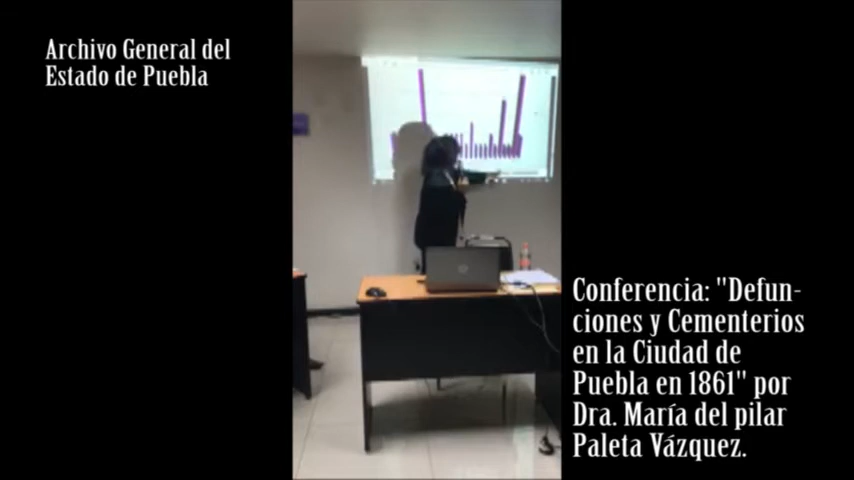 Archivo General del
Estado de Puebla
Conferencia: "Defun-
ciones y Cementerios
en la Ciudad de
Puebla en 1861" por
Dra. María del pilar
Paleta Vázquez.